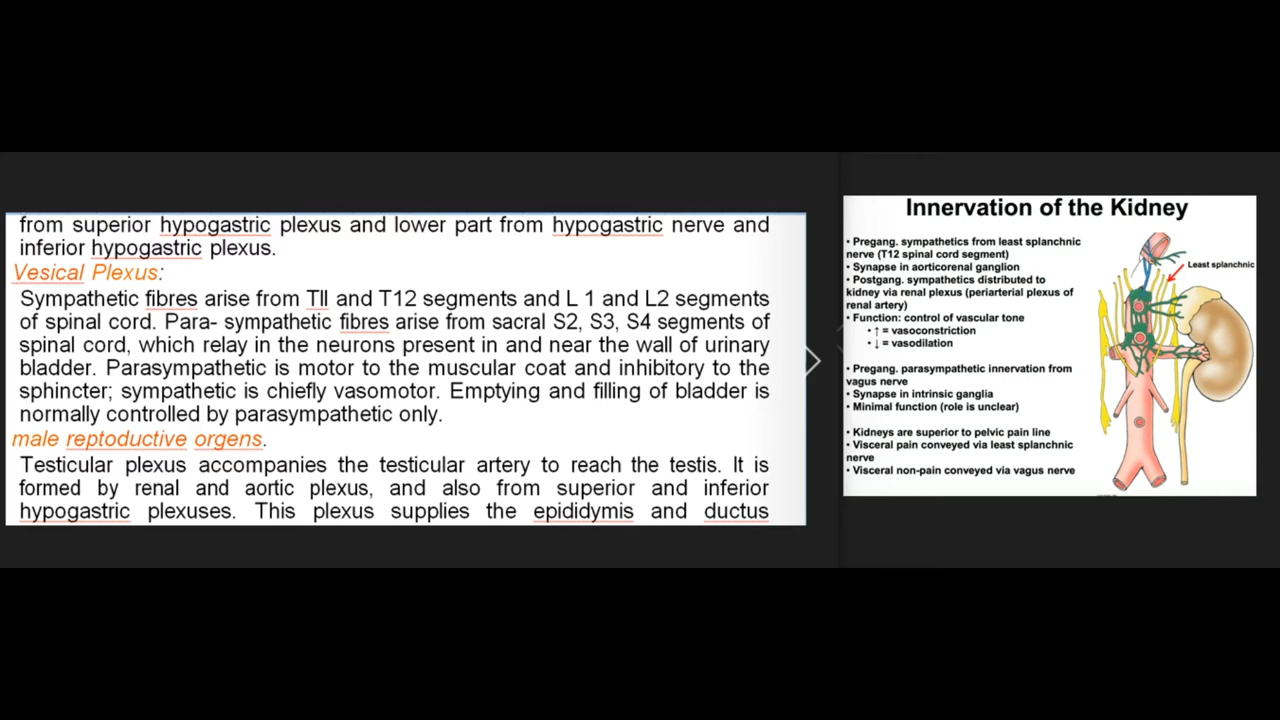 from superior hypogastric plexus and lower part from hypogastric nerve and
inferior hypogastric plexus.
Vesical Plexus:
Sympathetic fibres arise from TII and T12 segments and L 1 and L2 segments
of spinal cord. Para- sympathetic fibres arise from sacral S2, S3, S4 segments of
spinal cord, which relay in the neurons present in and near the wall of urinary
bladder. Parasympathetic is motor to the muscular coat and inhibitory to the
sphincter; sympathetic is chiefly vasomotor. Emptying and filling of bladder is
normally controlled by parasympathetic only.
male reptoductive orgens.
Testicular plexus accompanies the testicular artery to reach the testis. It is
formed by renal and aortic plexus, and also from superior and inferior
hypogastric plexuses. This plexus supplies the epididymis and ductus
Innervation of the Kidney
• Pregang. sympathetics from least splanchnic
nerve (T12 spinal cord segment)
• Synapse in aorticorenal ganglion
• Postgang. sympathetics distributed to
kidney via renal plexus (periarterial plexus of
renal artery)
• Function: control of vascular tone
• ↑ = vasoconstriction
• ↓ = vasodilation
• Pregang. parasympathetic innervation from
vagus nerve
• Synapse in intrinsic ganglia
• Minimal function (role is unclear)
• Kidneys are superior to pelvic pain line
• Visceral pain conveyed via least splanchnic
nerve
• Visceral non-pain conveyed via vagus nerve
Least splanchnic